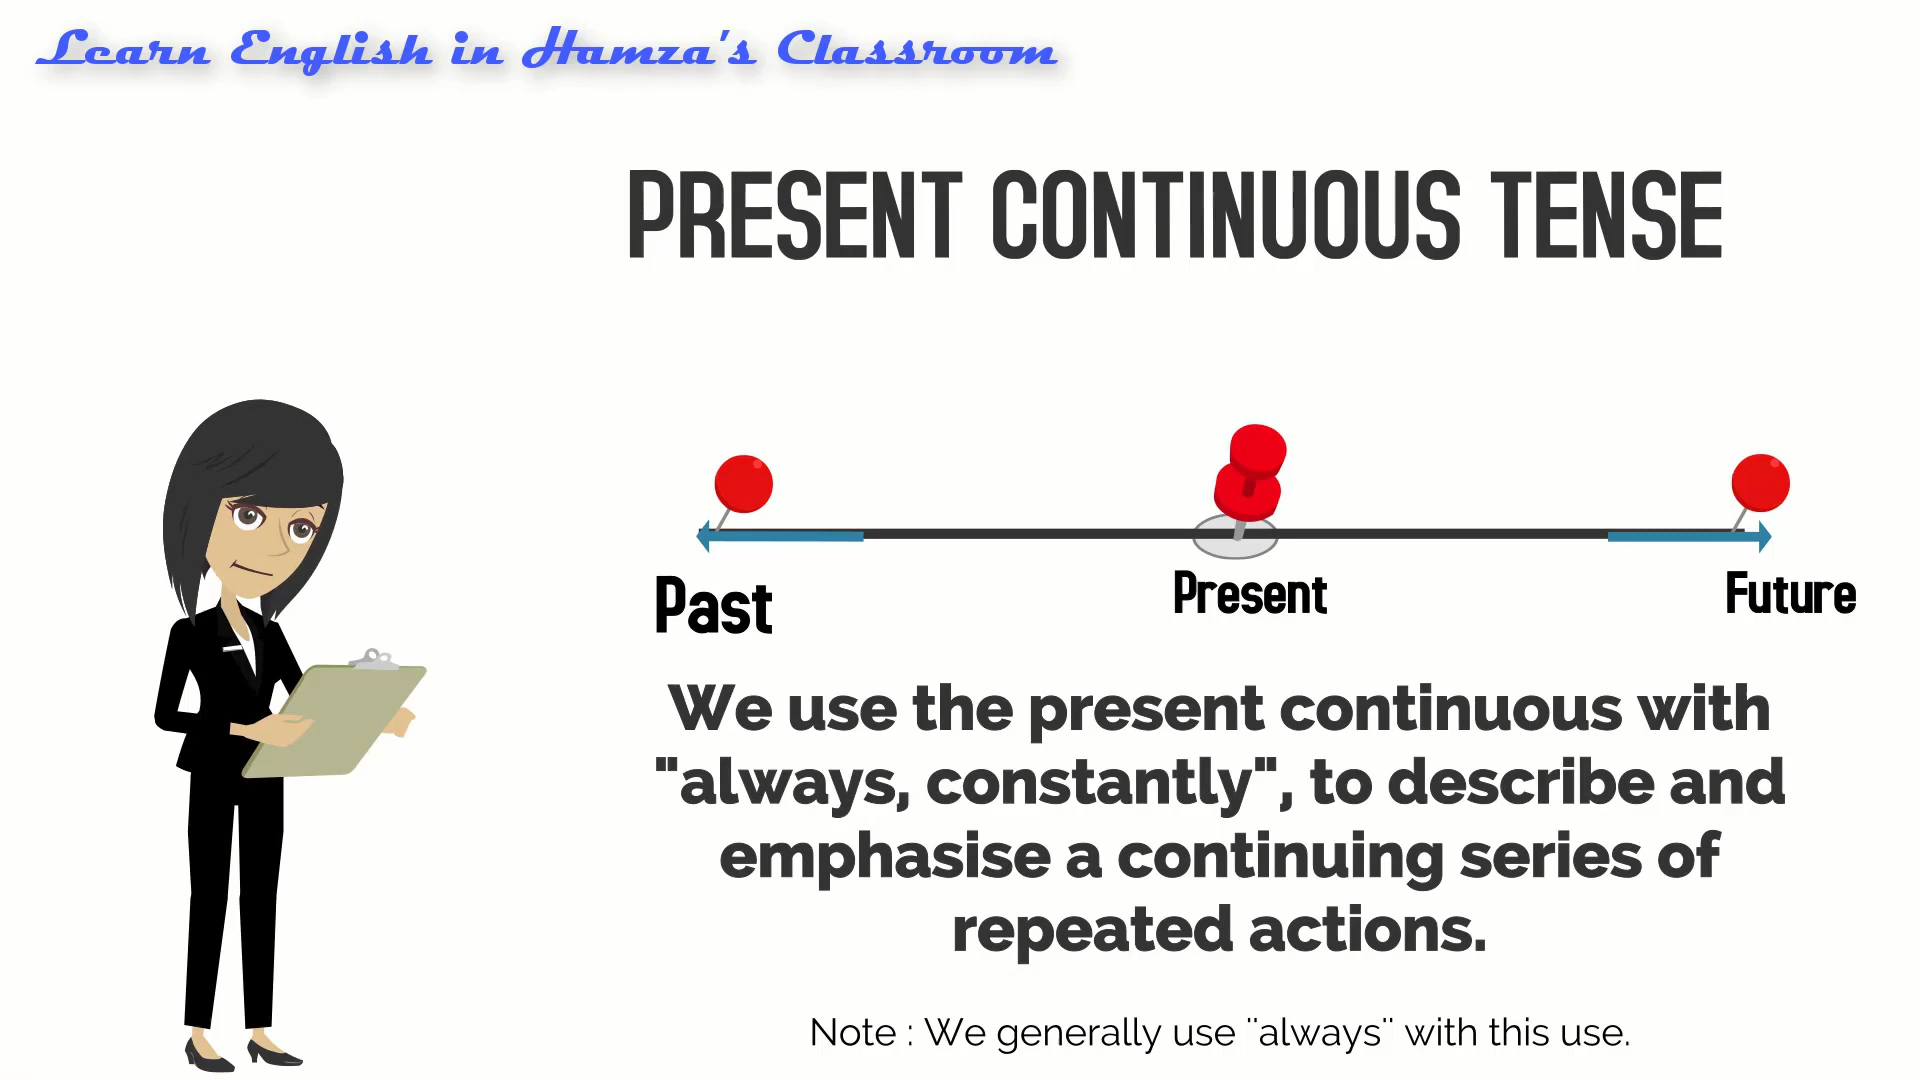 Learn English in Hamza's Classroom
PRESENT CONTINUOUS TENSE
Past
Present
Future
We use the present continuous with
"always, constantly", to describe and
emphasise a continuing series of
repeated actions.
Note : We generally use "always" with this use.